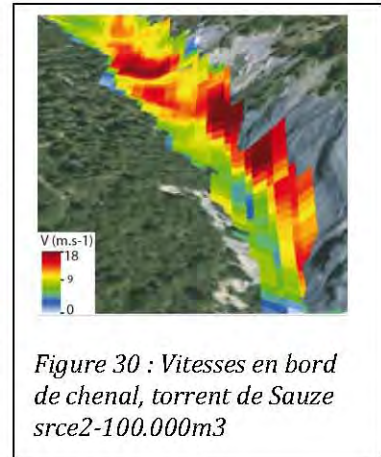 V (m.s-1)
18
9
0
Figure 30 : Vitesses en bord
de chenal, torrent de Sauze
srce2-100.000m3